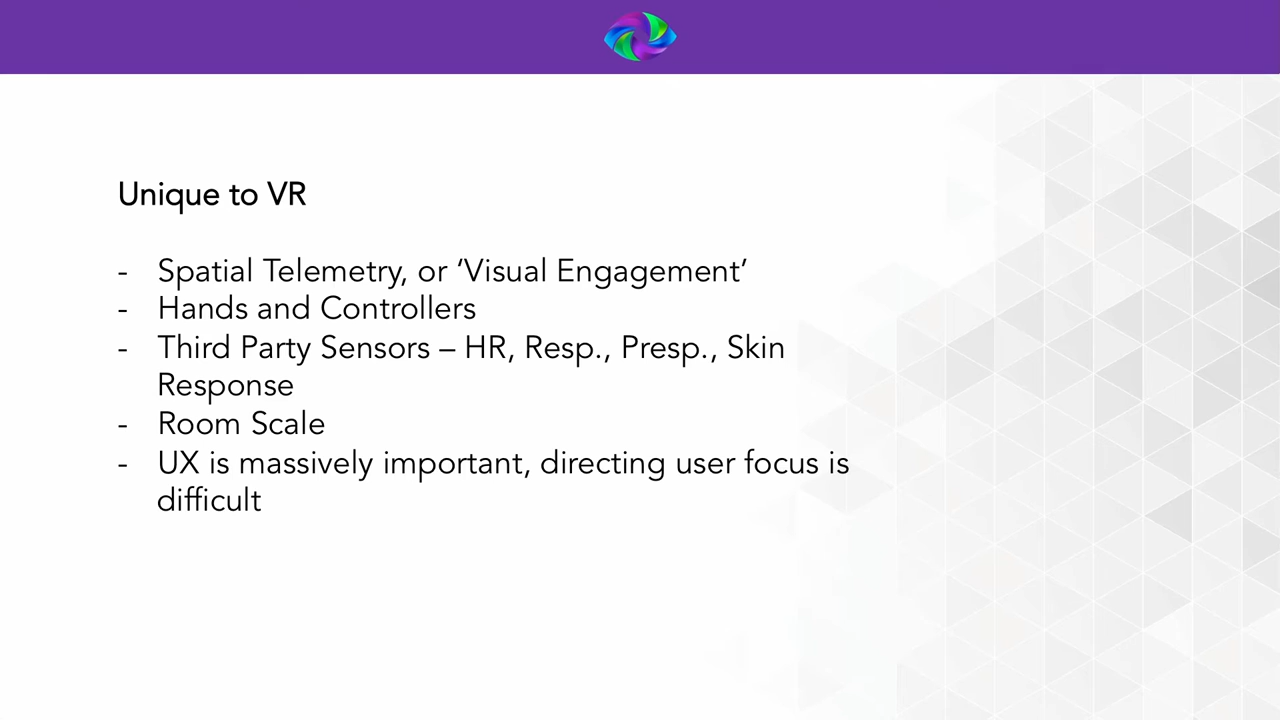 Unique to VR
- Spatial Telemetry, or ‘Visual Engagement’
- Hands and Controllers
- Third Party Sensors – HR, Resp., Presp., Skin
Response
- Room Scale
- UX is massively important, directing user focus is
difficult